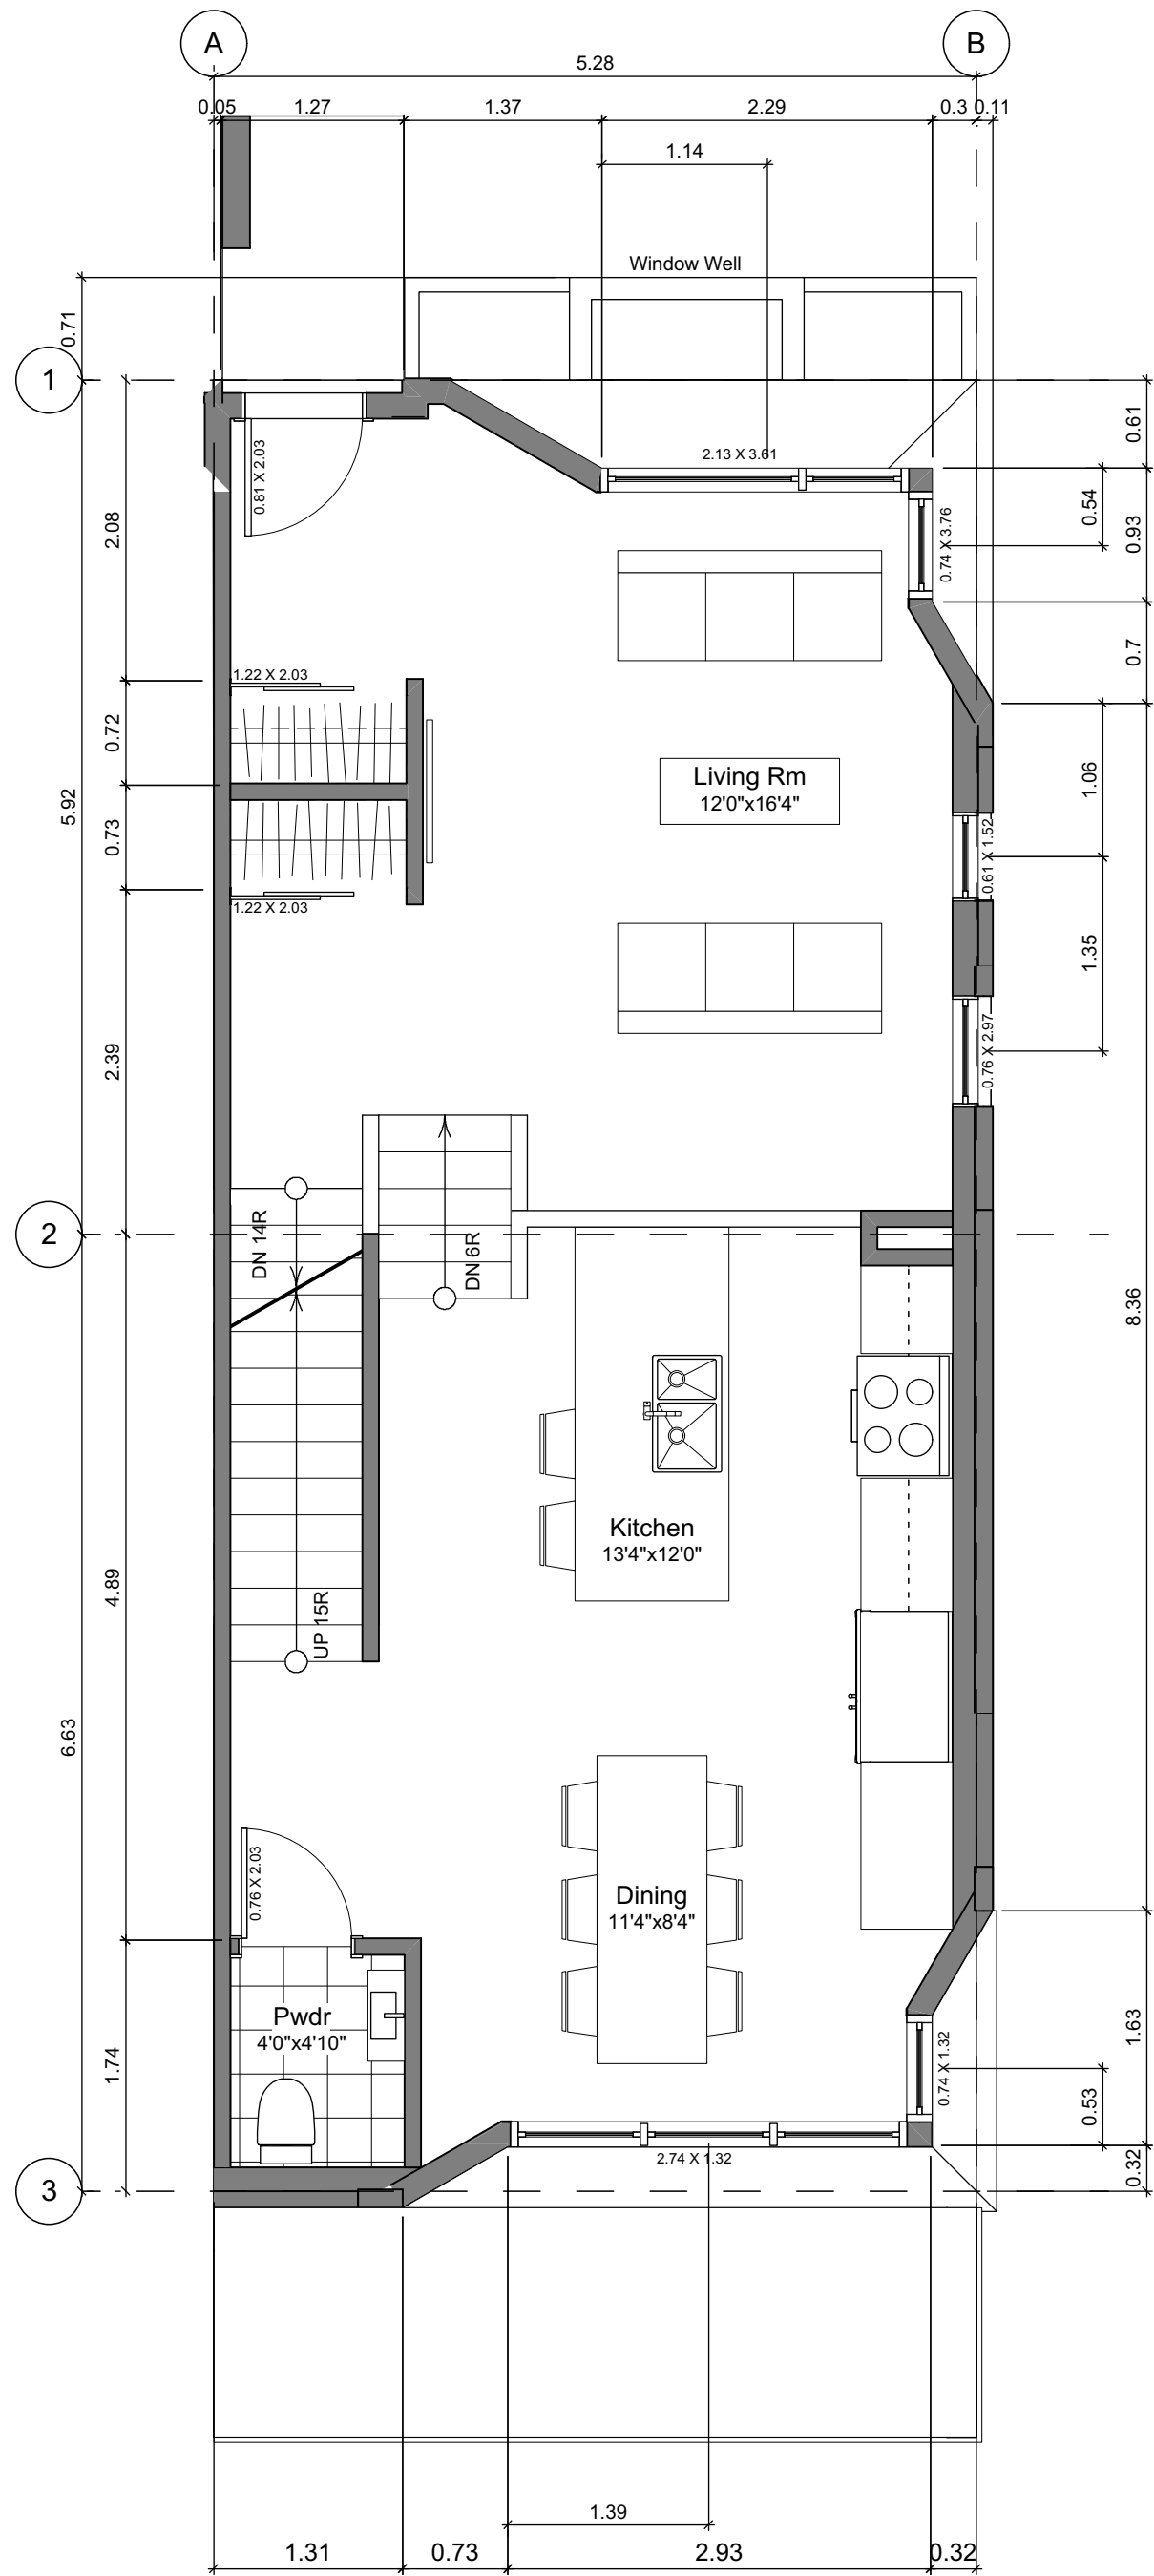 A
B
5.28
0.05
1.27
1.37
2.29
0.3
0.11
1.14
Window Well
0.71
1
0.61
2.13 X 3.61
0.81 X 2.03
0.74 X 3.76
0.54
0.93
2.08
0.7
1.22 X 2.03
0.72
Living Rm
12'0"x16'4"
1.06
5.92
0.73
0.61 X 1.52
1.22 X 2.03
1.35
2.39
0.76 X 2.97
DN 14R
DN 6R
2
8.36
Kitchen
13'4"x12'0"
4.89
UP 15R
6.63
0.76 X 2.03
Dining
11'4"x8'4"
Pwdr
4'0"x4'10"
1.74
0.74 X 1.32
1.63
0.53
2.74 X 1.32
0.32
3
1.39
1.31
0.73
2.93
0.32